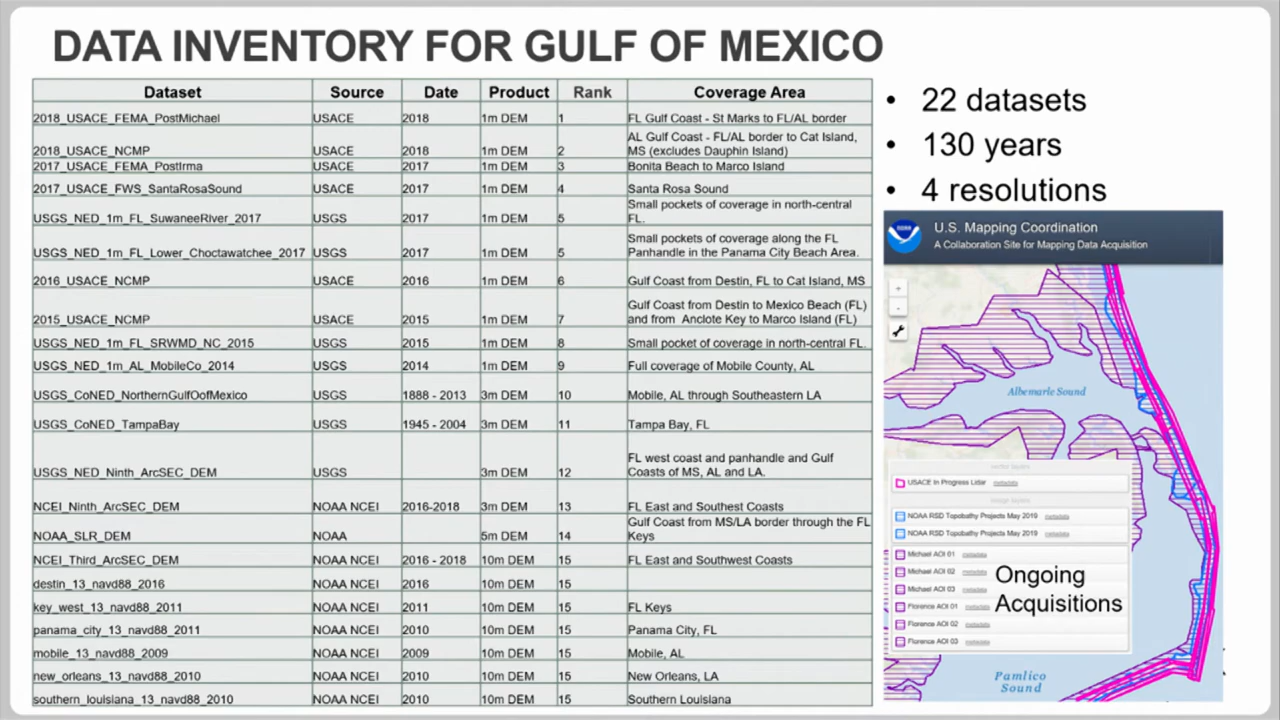 DATA INVENTORY FOR GULF OF MEXICO
Dataset Source Date Product Rank Coverage Area
2018_USACE_FEMA_PostMichael USACE 2018 1m DEM 1 FL Gulf Coast - St Marks to FL/AL border
2018_USACE_NCMP USACE 2018 1m DEM 2 AL Gulf Coast - FL/AL border to Cat Island,
MS (excludes Dauphin Island)
2017_USACE_FEMA_PostIrma USACE 2017 1m DEM 3 Bonita Beach to Marco Island
2017_USACE_FWS_SantaRosaSound USACE 2017 1m DEM 4 Santa Rosa Sound
USGS_NED_1m_FL_SuwaneeRiver_2017 USGS 2017 1m DEM 5 Small pockets of coverage in north-central
FL.
USGS_NED_1m_FL_Lower_Choctawatchee_2017 USGS 2017 1m DEM 5 Small pockets of coverage along the FL
Panhandle in the Panama City Beach Area.
2016_USACE_NCMP USACE 2016 1m DEM 6 Gulf Coast from Destin, FL to Cat Island, MS
2015_USACE_NCMP USACE 2015 1m DEM 7 Gulf Coast from Destin to Mexico Beach (FL)
and from Anclote Key to Marco Island (FL)
USGS_NED_1m_FL_SRWMD_NC_2015 USGS 2015 1m DEM 8 Small pocket of coverage in north-central FL.
USGS_NED_1m_AL_MobileCo_2014 USGS 2014 1m DEM 9 Full coverage of Mobile County, AL
USGS_CoNED_NorthernGulfOofMexico USGS 1888 - 2013 3m DEM 10 Mobile, AL through Southeastern LA
USGS_CoNED_TampaBay USGS 1945 - 2004 3m DEM 11 Tampa Bay, FL
USGS_NED_Ninth_ArcSEC_DEM USGS 3m DEM 12 FL west coast and panhandle and Gulf
Coasts of MS, AL and LA.
NCEI_Ninth_ArcSEC_DEM NOAA NCEI 2016-2018 3m DEM 13 FL East and Southest Coasts
NOAA_SLR_DEM NOAA 5m DEM 14 Gulf Coast from MS/LA border through the FL
Keys
NCEI_Third_ArcSEC_DEM NOAA NCEI 2016 - 2018 10m DEM 15 FL East and Southwest Coasts
destin_13_navd88_2016 NOAA NCEI 2016 10m DEM 15
key_west_13_navd88_2011 NOAA NCEI 2011 10m DEM 15 FL Keys
panama_city_13_navd88_2011 NOAA NCEI 2010 10m DEM 15 Panama City, FL
mobile_13_navd88_2009 NOAA NCEI 2009 10m DEM 15 Mobile, AL
new_orleans_13_navd88_2010 NOAA NCEI 2010 10m DEM 15 New Orleans, LA
southern_louisiana_13_navd88_2010 NOAA NCEI 2010 10m DEM 15 Southern Louisiana
• 22 datasets
• 130 years
• 4 resolutions
U.S. Mapping Coordination
A Collaboration Site for Mapping Data Acquisition
+
-
Albemarle Sound
USACE In Progress Lidar metadata
NOAA RSD Topobathy Projects May 2019 metadata
NOAA RSD Topobathy Projects May 2019 metadata
Michael AOI 01 metadata
Michael AOI 02 metadata
Michael AOI 03 metadata
Florence AOI 01 metadata
Florence AOI 02 metadata
Florence AOI 03 metadata
Ongoing
Acquisitions
Pamlico
Sound